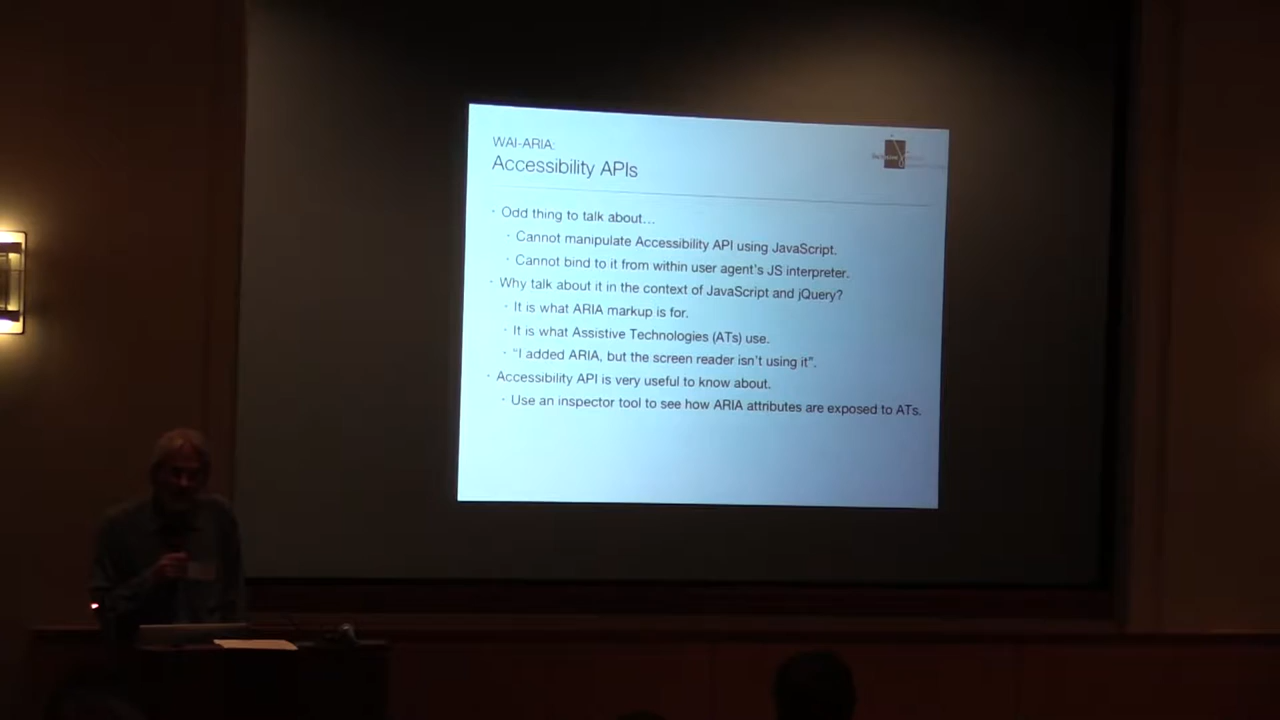 WAI-ARIA:
Accessibility APIs
· Odd thing to talk about…
· Cannot manipulate Accessibility API using JavaScript.
· Cannot bind to it from within user agent's JS interpreter.
· Why talk about it in the context of JavaScript and jQuery?
· It is what ARIA markup is for.
· It is what Assistive Technologies (ATs) use.
· "I added ARIA, but the screen reader isn't using it".
· Accessibility API is very useful to know about.
· Use an inspector tool to see how ARIA attributes are exposed to ATs.